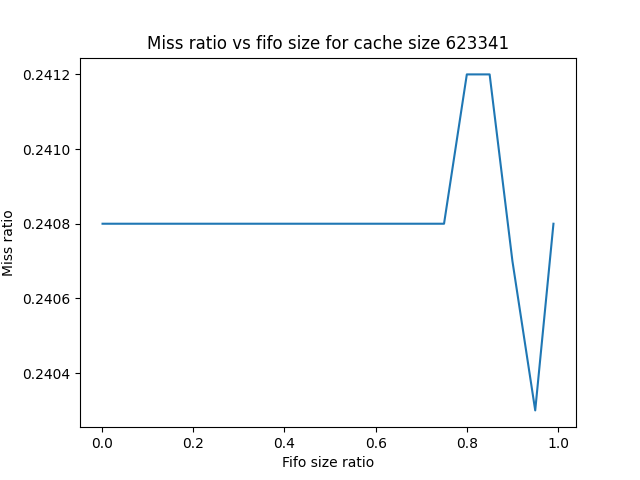 Miss ratio vs fifo size for cache size 623341
0.2412
0.2410
0.2408
0.2406
0.2404
Miss ratio
0.0 0.2 0.4 0.6 0.8 1.0
Fifo size ratio